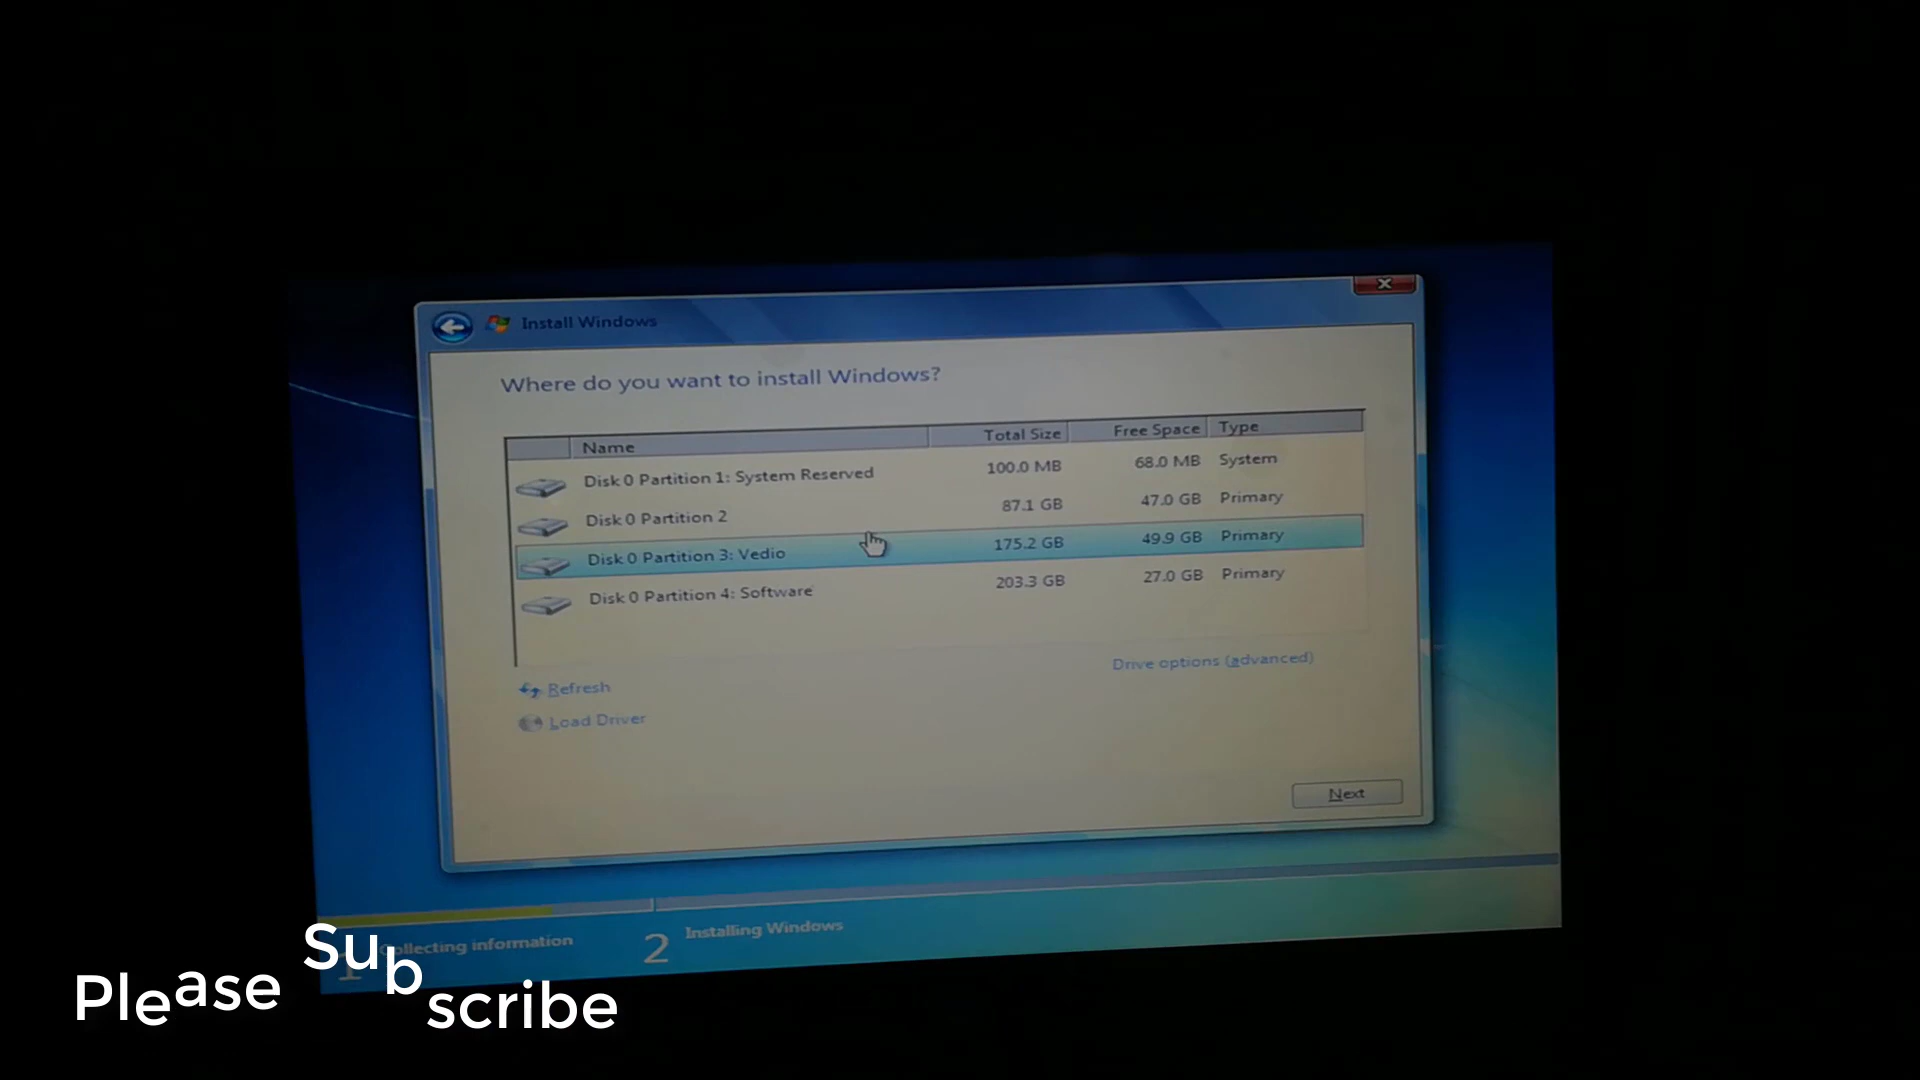 Install Windows
Where do you want to install Windows?
Name Total Size Free Space Type
Disk 0 Partition 1: System Reserved 100.0 MB 68.0 MB System
Disk 0 Partition 2 87.1 GB 47.0 GB Primary
Disk 0 Partition 3: Vedio 175.2 GB 49.9 GB Primary
Disk 0 Partition 4: Software 203.3 GB 27.0 GB Primary
Drive options (advanced)
Refresh
Load Driver
Next
1 Collecting information 2 Installing Windows
Please Subscribe